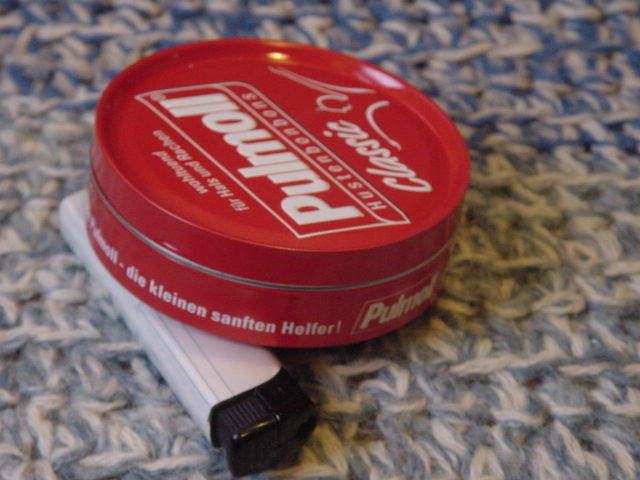 Classic
Hustenbonbons
Pulmoll®
wohltuend
für Hals und Rachen
Pulmoll - die kleinen sanften Helfer!
Pulmoll